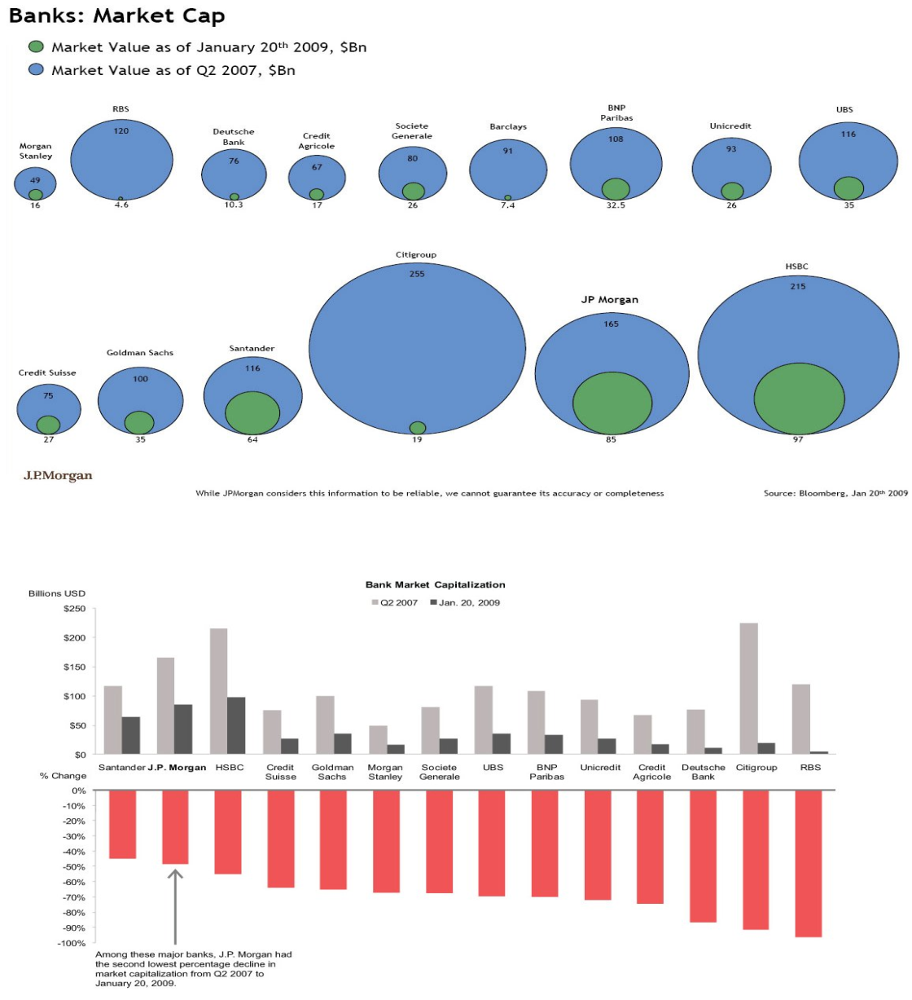 Banks: Market Cap
Market Value as of January 20th 2009, $Bn
Market Value as of Q2 2007, $Bn
Morgan
Stanley
49
16
RBS
120
4.6
Deutsche
Bank
76
10.3
Credit
Agricole
67
17
Societe
Generale
80
26
Barclays
91
7.4
BNP
Paribas
108
32.5
Unicredit
93
26
UBS
116
35
Credit Suisse
75
27
Goldman Sachs
100
35
Santander
116
64
Citigroup
255
19
JP Morgan
165
85
HSBC
215
97
J.P.Morgan
While JPMorgan considers this information to be reliable, we cannot guarantee its accuracy or completeness
Source: Bloomberg, Jan 20th 2009
Bank Market Capitalization
Billions USD
Q2 2007 Jan. 20, 2009
$250
$200
$150
$100
$50
$0
Santander J.P. Morgan HSBC Credit Suisse Goldman Sachs Morgan Stanley Societe Generale UBS BNP Paribas Unicredit Credit Agricole Deutsche Bank Citigroup RBS
% Change
0%
-10%
-20%
-30%
-40%
-50%
-60%
-70%
-80%
-90%
-100%
Among these major banks, J.P. Morgan had
the second lowest percentage decline in
market capitalization from Q2 2007 to
January 20, 2009.